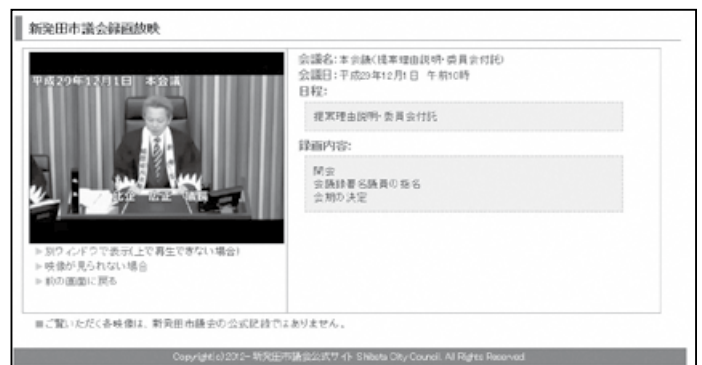 新発田市議会録画放映
平成29年12月1日 本会議
比企 広正 議員
▷別ウィンドウで表示(上で再生できない場合)
▷映像が見られない場合
▷前の画面に戻る
会議名:本会議(提案理由説明・委員会付託)
会議日:平成29年12月1日 午前10時
日程:
提案理由説明・委員会付託
録画内容:
開会
会議録署名議員の指名
会期の決定
■ご覧いただく各映像は、新発田市議会の公式記録ではありません。
Copyright(c)2012- 新発田市議会公式サイト Shibata City Council. All Rights Reserved.